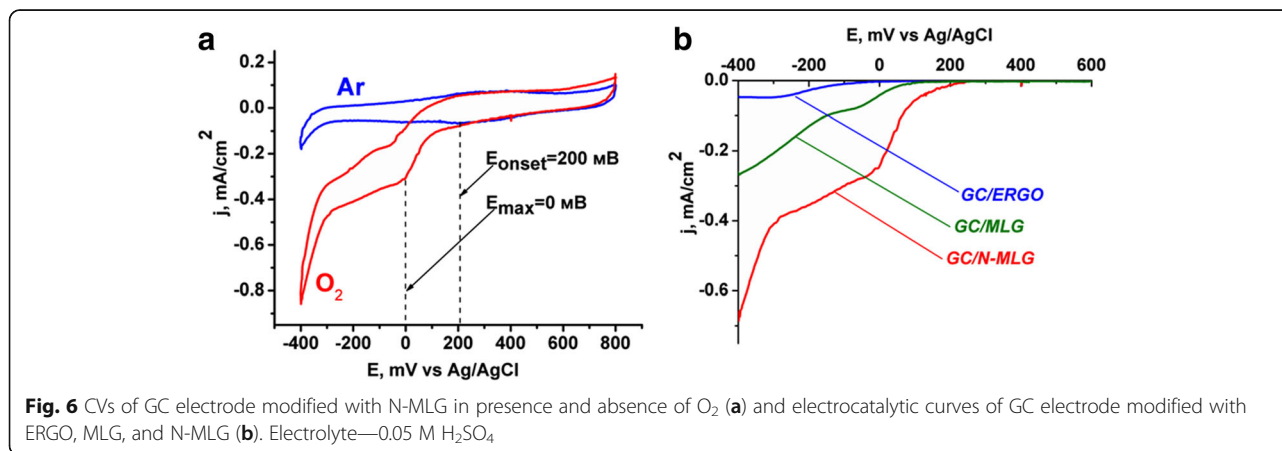 a
j, mA/cm²
0.2
0.0
-0.2
-0.4
-0.6
-0.8
Ar
O₂
E_onset=200 мВ
E_max=0 мВ
-400 -200 0 200 400 600 800
E, mV vs Ag/AgCl
b
E, mV vs Ag/AgCl
-400 -200 0 200 400 600
j, mA/cm²
0.0
-0.2
-0.4
-0.6
GC/ERGO
GC/MLG
GC/N-MLG
Fig. 6 CVs of GC electrode modified with N-MLG in presence and absence of O₂ (a) and electrocatalytic curves of GC electrode modified with
ERGO, MLG, and N-MLG (b). Electrolyte—0.05 M H₂SO₄